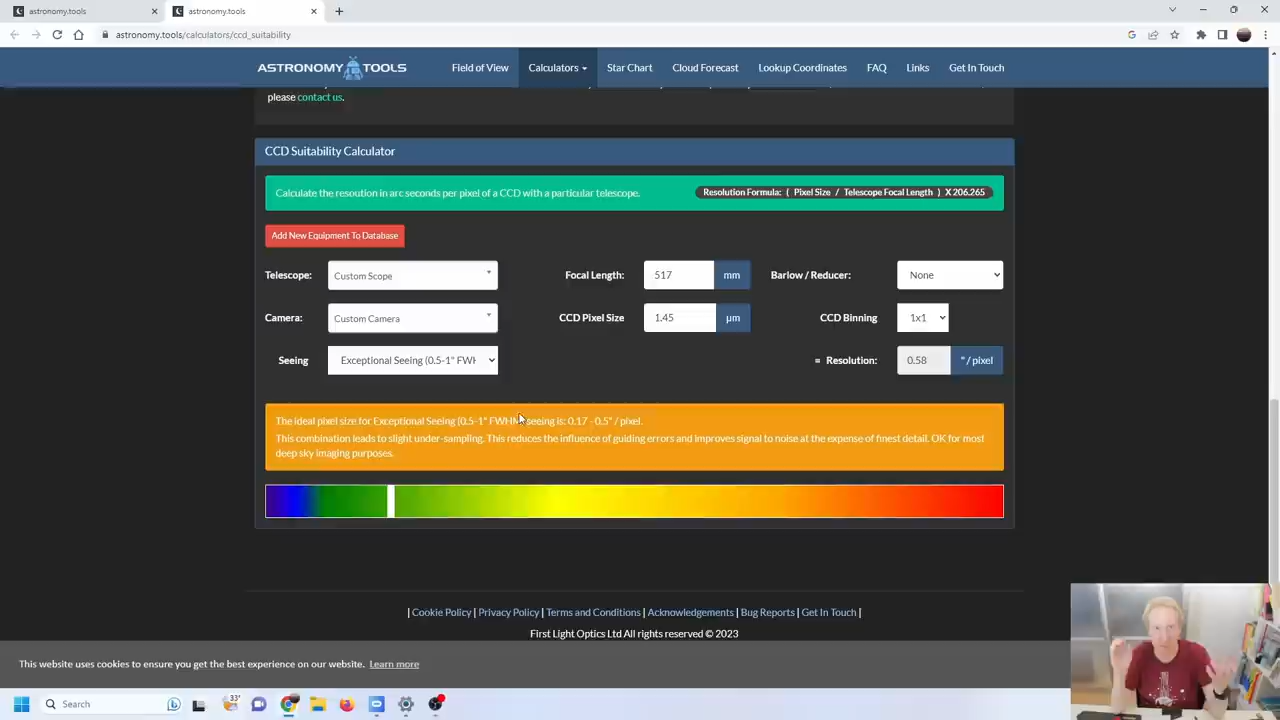 astronomy.tools
astronomy.tools
astronomy.tools/calculators/ccd_suitability
ASTRONOMY TOOLS
Field of View
Calculators
Star Chart
Cloud Forecast
Lookup Coordinates
FAQ
Links
Get In Touch
please contact us.
CCD Suitability Calculator
Calculate the resoution in arc seconds per pixel of a CCD with a particular telescope.
Resolution Formula: ( Pixel Size / Telescope Focal Length ) X 206.265
Add New Equipment To Database
Telescope: Custom Scope Focal Length: 517 mm Barlow / Reducer: None
Camera: Custom Camera CCD Pixel Size 1.45 µm CCD Binning 1x1
Seeing Exceptional Seeing (0.5-1" FWH = Resolution: 0.58 " / pixel
The ideal pixel size for Exceptional Seeing (0.5-1" FWHM) seeing is: 0.17 - 0.5" / pixel.
This combination leads to slight under-sampling. This reduces the influence of guiding errors and improves signal to noise at the expense of finest detail. OK for most
deep sky imaging purposes.
| Cookie Policy | Privacy Policy | Terms and Conditions | Acknowledgements | Bug Reports | Get In Touch |
First Light Optics Ltd All rights reserved © 2023
This website uses cookies to ensure you get the best experience on our website. Learn more
Search
33°